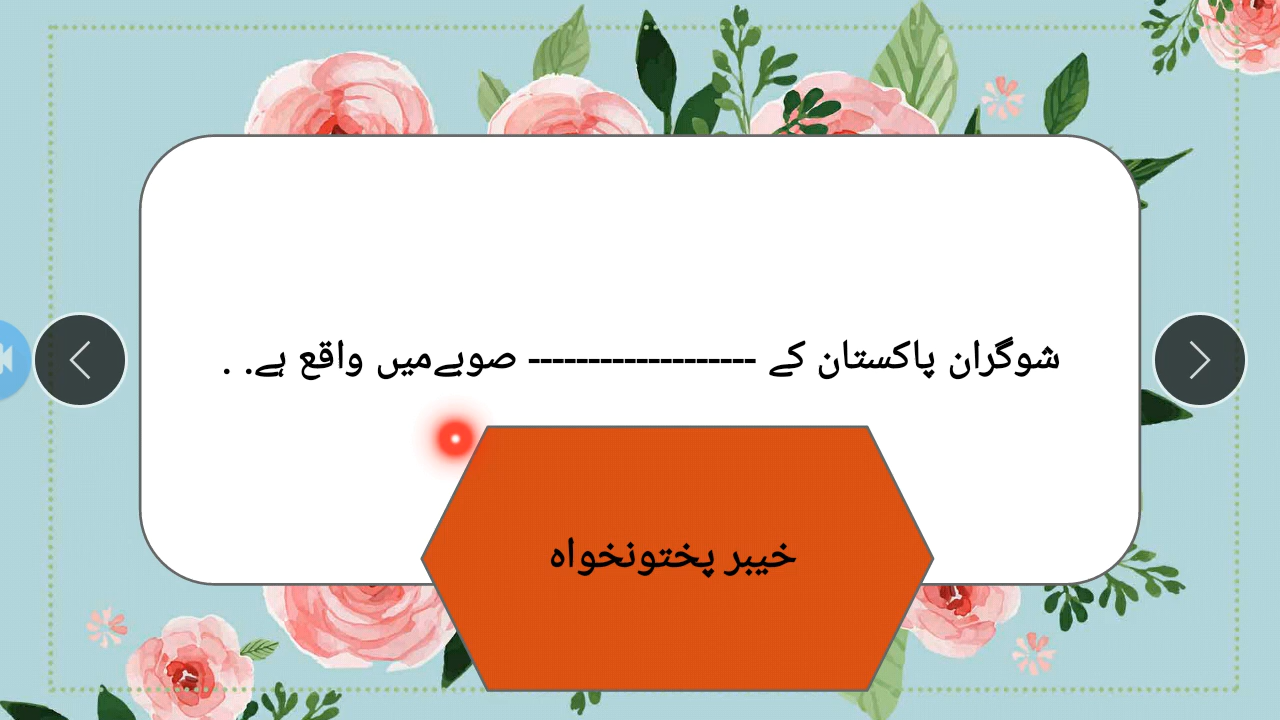 شوگران پاکستان کے ------------------- صوبےمیں واقع ہے. .
خیبر پختونخواہ